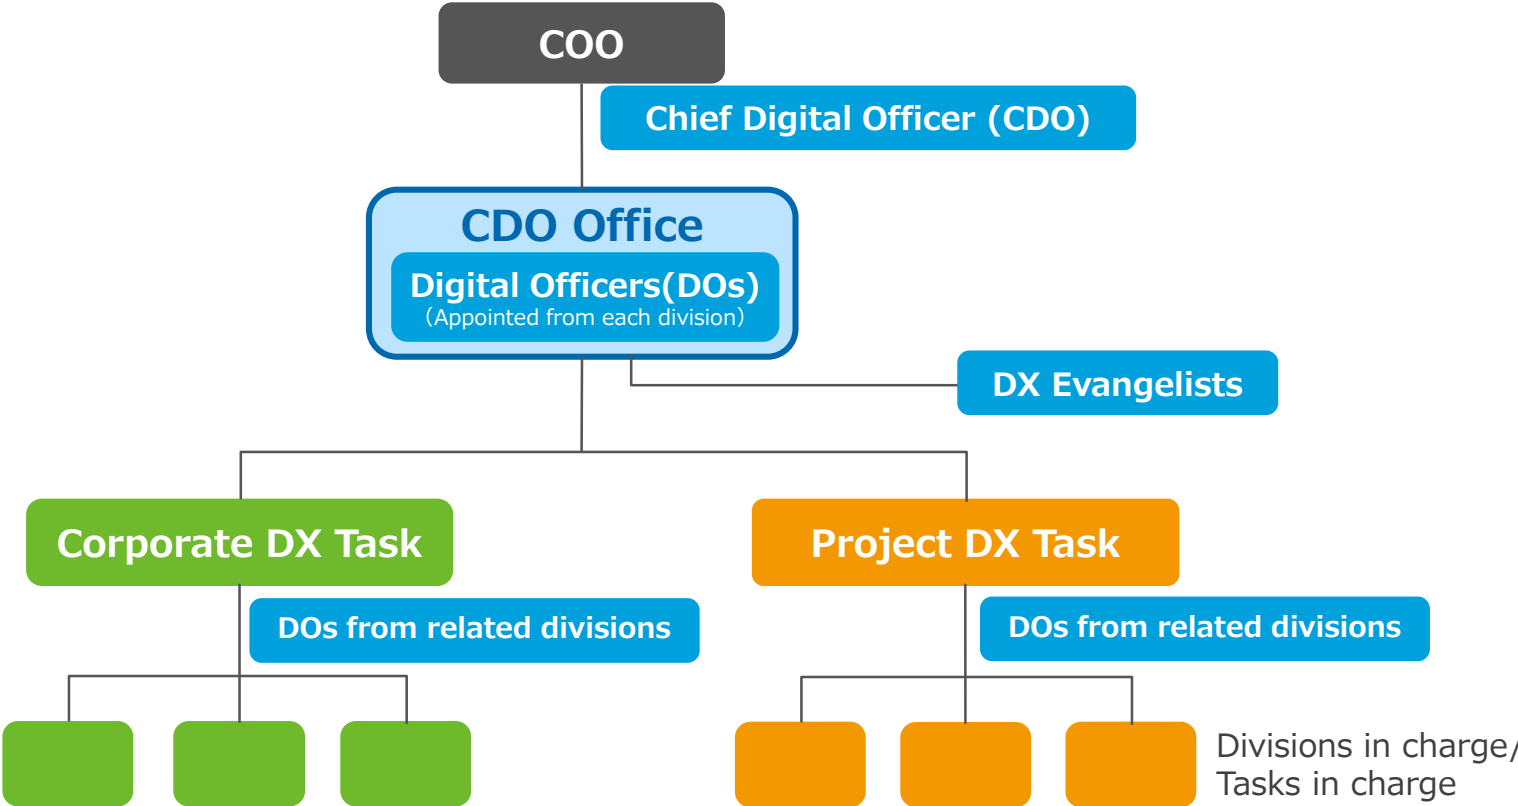 COO
Chief Digital Officer (CDO)
CDO Office
Digital Officers(DOs)
（Appointed from each division）
DX Evangelists
Corporate DX Task
Project DX Task
DOs from related divisions
DOs from related divisions
Divisions in charge/
Tasks in charge